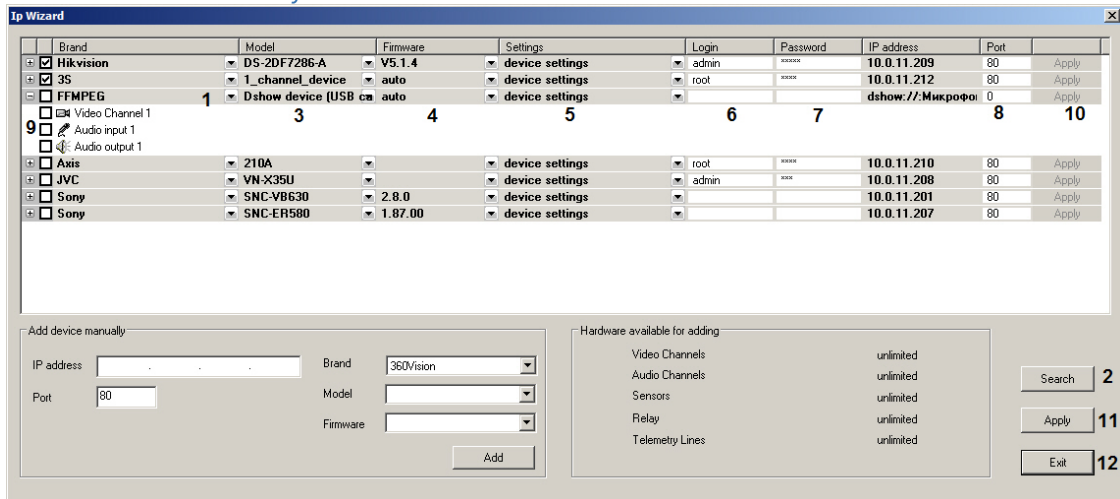 Ip Wizard
Brand Model Firmware Settings Login Password IP address Port
Hikvision DS-2DF7286-A V5.1.4 device settings admin ***** 10.0.11.209 80 Apply
3S 1_channel_device auto device settings root **** 10.0.11.212 80 Apply
FFMPEG 1 Dshow device (USB auto device settings dshow://:Микрофо 0
Video Channel 1 3 4 5 6 7 8 10
9 Audio input 1
Audio output 1
Axis 210A device settings root **** 10.0.11.210 80 Apply
JVC VN-X35U device settings admin **** 10.0.11.208 80 Apply
Sony SNC-VB630 2.8.0 device settings 10.0.11.201 80 Apply
Sony SNC-ER580 1.87.00 device settings 10.0.11.207 80 Apply
Add device manually
IP address . . . Brand 360Vision
Port 80 Model
Firmware
Add
Hardware available for adding
Video Channels unlimited
Audio Channels unlimited
Sensors unlimited
Relay unlimited
Telemetry Lines unlimited
Search 2
Apply 11
Exit 12